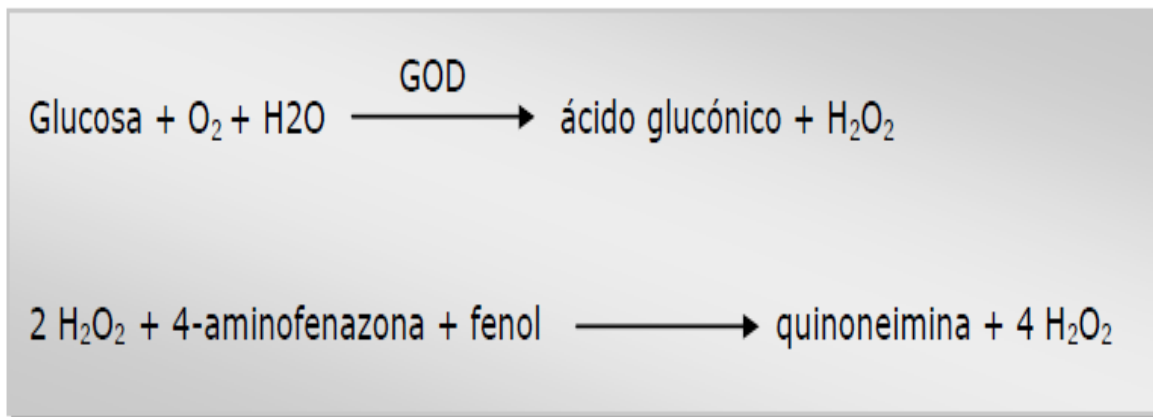 GOD
Glucosa + O₂ + H2O ⟶ ácido glucónico + H₂O₂
2 H₂O₂ + 4-aminofenazona + fenol ⟶ quinoneimina + 4 H₂O₂